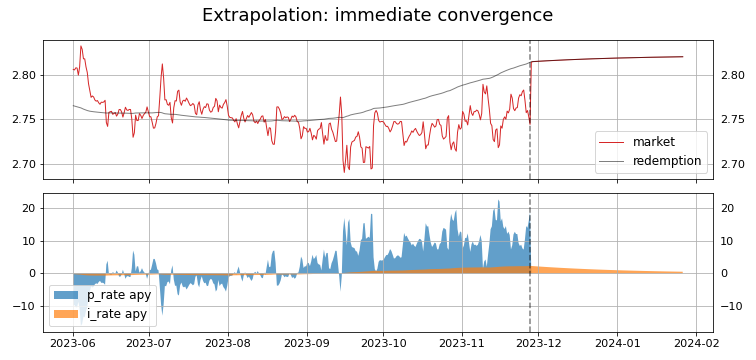 Extrapolation: immediate convergence
2.80 2.80
2.75 2.75
2.70 2.70
market
redemption
20 20
10 10
0 0
−10 −10
p_rate apy
i_rate apy
2023-06 2023-07 2023-08 2023-09 2023-10 2023-11 2023-12 2024-01 2024-02